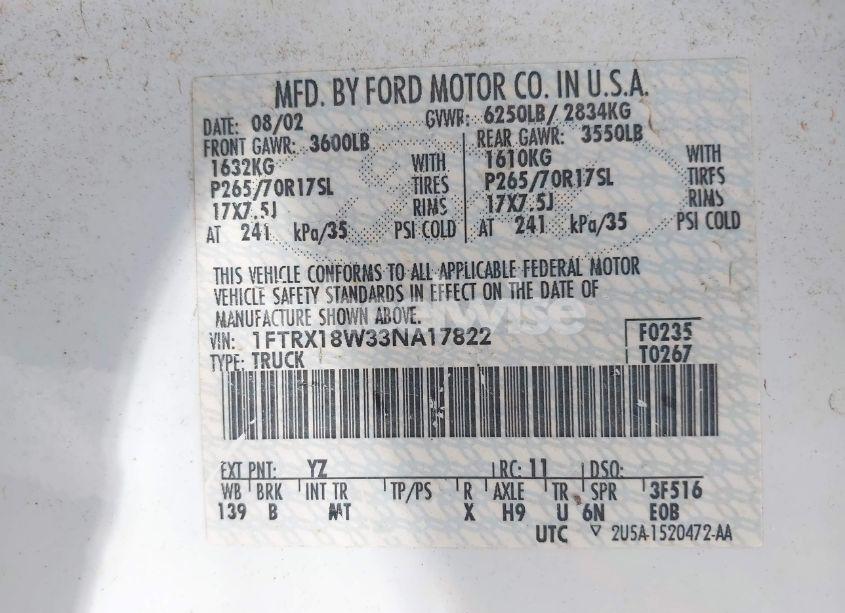 MFD. BY FORD MOTOR CO. IN U.S.A.
DATE: 08/02 GVWR: 6250LB/ 2834KG
FRONT GAWR: 3600LB REAR GAWR: 3550LB
1632KG WITH 1610KG WITH
P265/70R17SL TIRES P265/70R17SL TIRES
17X7.5J RIMS 17X7.5J RIMS
AT 241 kPa/35 PSI COLD AT 241 kPa/35 PSI COLD
THIS VEHICLE CONFORMS TO ALL APPLICABLE FEDERAL MOTOR
VEHICLE SAFETY STANDARDS IN EFFECT ON THE DATE OF
MANUFACTURE SHOWN ABOVE.
VIN: 1FTRX18W33NA17822 F0235
TYPE: TRUCK T0267
EXT PNT: YZ RC: 11 DSO:
WB BRK INT TR TP/PS R AXLE TR SPR 3F516
139 B MT X H9 U 6N EOB
UTC ▽ 2U5A-1520472-AA